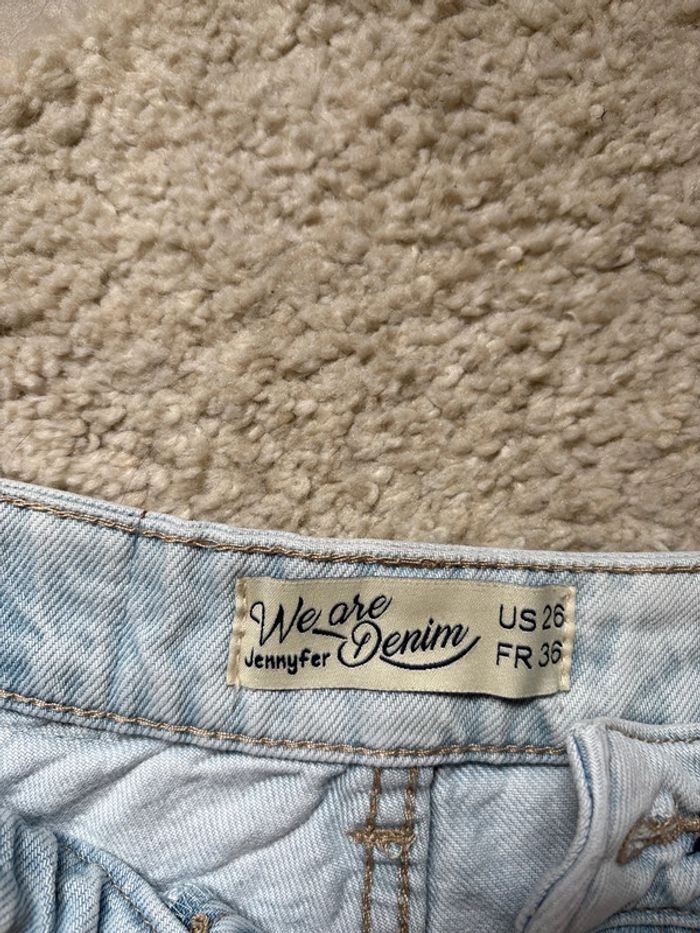 We are Denim
Jennyfer
US 26
FR 36